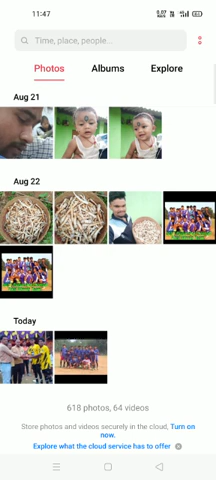 11:47
Time, place, people...
Photos Albums Explore
Aug 21
Aug 22
Today
618 photos, 64 videos
Store photos and videos securely in the cloud, Turn on
now.
Explore what the cloud service has to offer